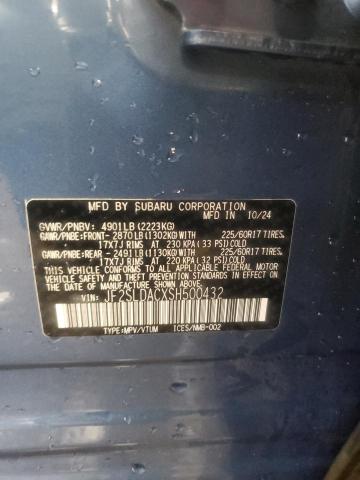 MFD BY SUBARU CORPORATION
MFD. IN 10/24
GVWR/PNBV: 4901LB (2223KG)
GAWR/PNBE:FRONT- 2870LB(1302KG)WITH 225/60R17 TIRES.
17X7J RIMS AT 230 KPA(33 PSI)COLD
GAWR/PNBE:REAR- 2491LB(1130KG)WITH 225/60R17 TIRES.
17X7J RIMS AT 220 KPA(32 PSI)COLD
THIS VEHICLE CONFORMS TO ALL APPLICABLE FEDERAL MOTOR
VEHICLE SAFETY AND THEFT PREVENTION STANDARDS
IN EFFECT ON THE DATE OF MANUFACTURE SHOWN ABOVE.
VIN: JF2SLDACXSH500432
TYPE:MPV/VTUM ICES/NMB-002